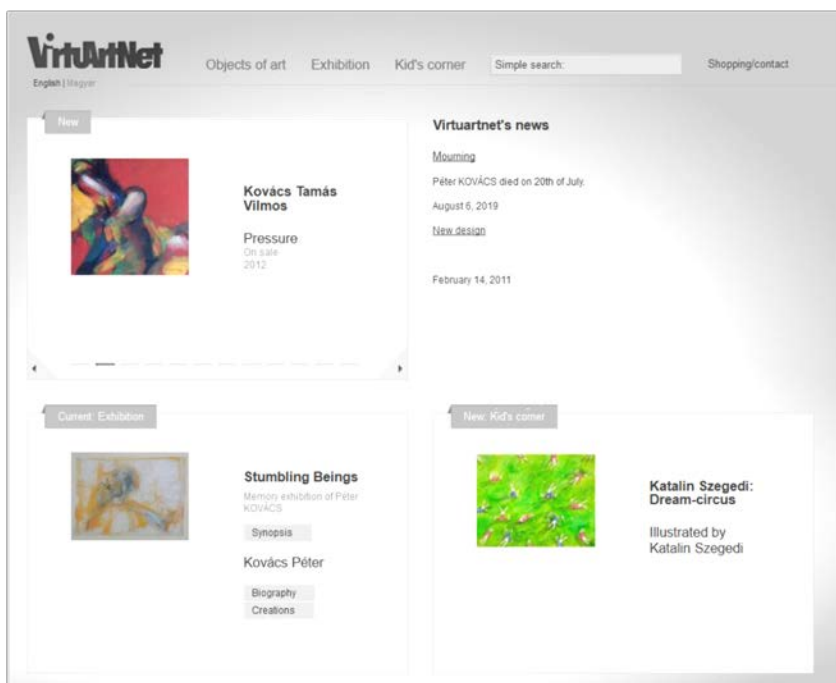 VirtuArtNet
English | Magyar
Objects of art
Exhibition
Kid's corner
Simple search:
Shopping/contact
New
Kovács Tamás
Vilmos
Pressure
On sale
2012
Virtuartnet's news
Mourning
Péter KOVÁCS died on 20th of July.
August 6, 2019
New design
February 14, 2011
Current: Exhibition
Stumbling Beings
Memory exhibition of Péter
KOVÁCS
Synopsis
Kovács Péter
Biography
Creations
New: Kid's corner
Katalin Szegedi:
Dream-circus
Illustrated by
Katalin Szegedi